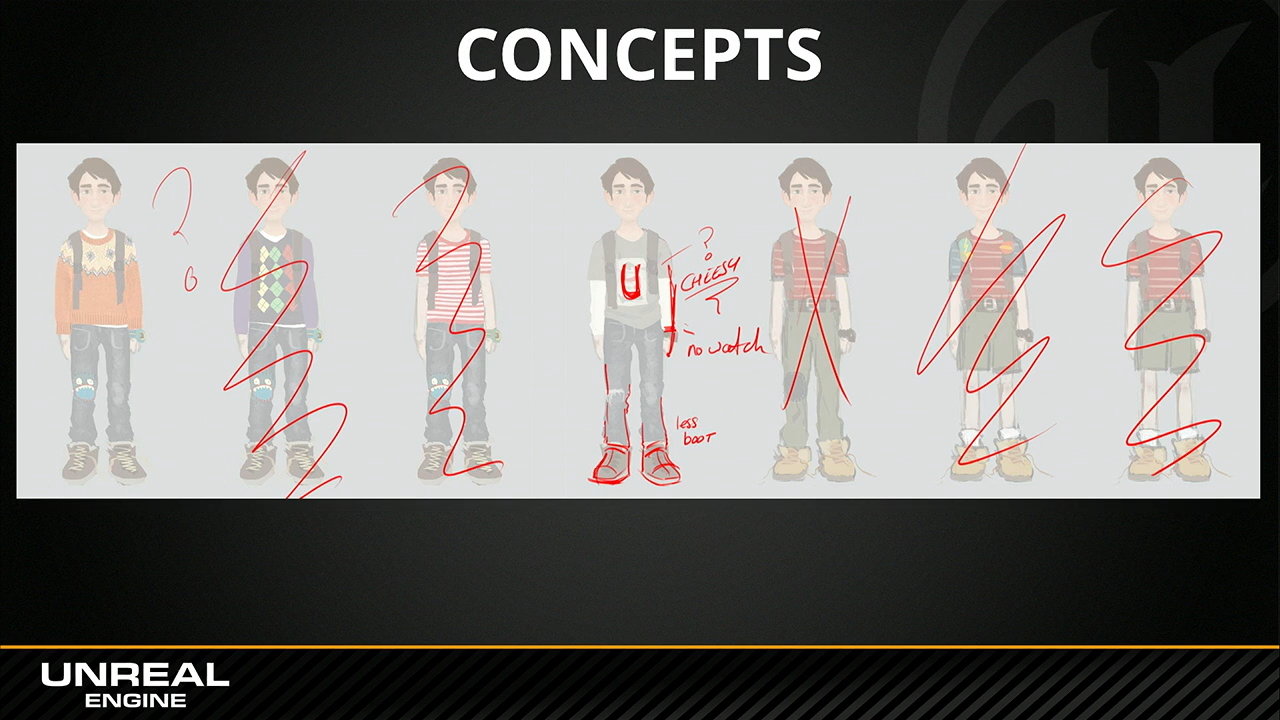 CONCEPTS
?
U
?
CHEESY
?
no watch
less
boot
UNREAL
ENGINE